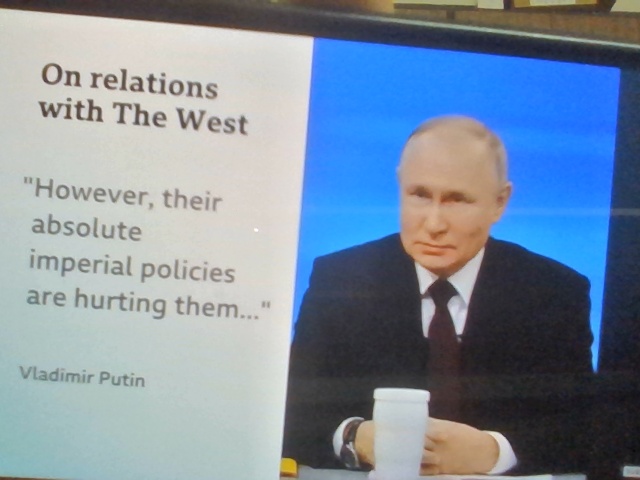 On relations
with The West
"However, their
absolute
imperial policies
are hurting them..."
Vladimir Putin